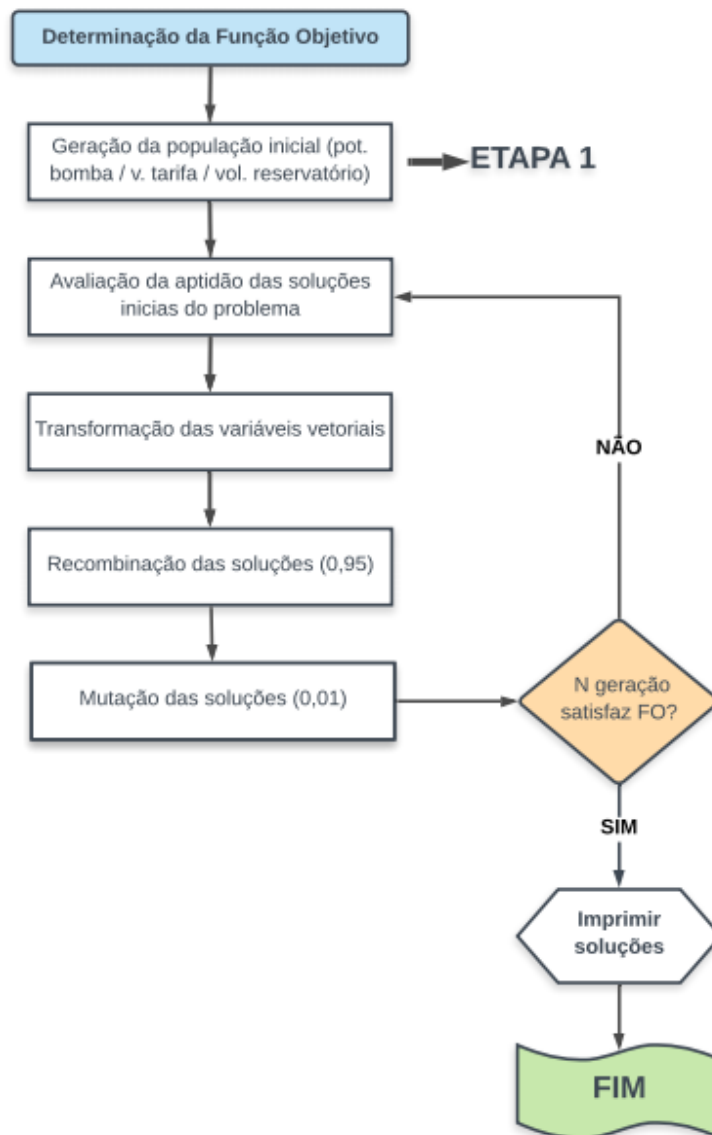 Determinação da Função Objetivo
Geração da população inicial (pot.
bomba / v. tarifa / vol. reservatório)
ETAPA 1
Avaliação da aptidão das soluções
inicias do problema
Transformação das variáveis vetoriais
Recombinação das soluções (0,95)
Mutação das soluções (0,01)
NÃO
N geração
satisfaz FO?
SIM
Imprimir
soluções
FIM